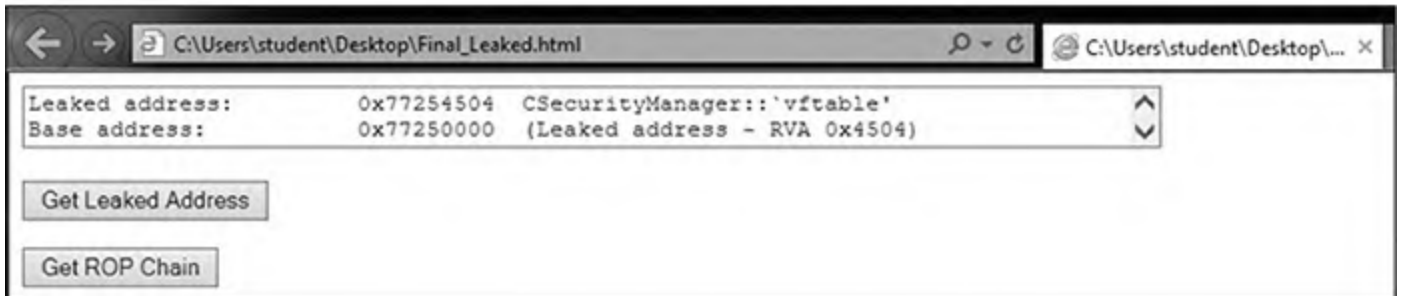 C:\Users\student\Desktop\Final_Leaked.html
C:\Users\student\Desktop\...
Leaked address: 0x77254504 CSecurityManager::`vftable'
Base address: 0x77250000 (Leaked address - RVA 0x4504)
Get Leaked Address
Get ROP Chain